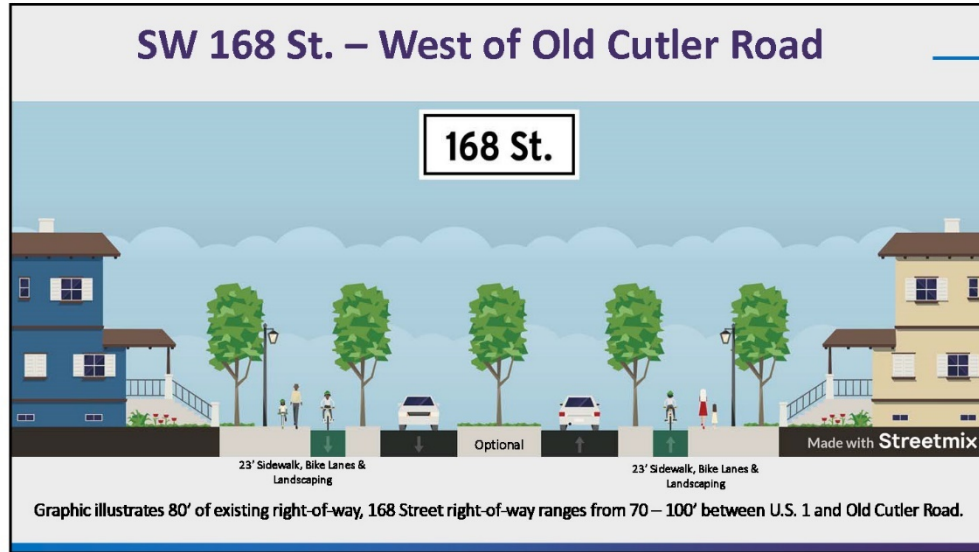 SW 168 St. – West of Old Cutler Road
168 St.
Optional
Made with Streetmix
23' Sidewalk, Bike Lanes &
Landscaping
23' Sidewalk, Bike Lanes &
Landscaping
Graphic illustrates 80' of existing right-of-way, 168 Street right-of-way ranges from 70 – 100' between U.S. 1 and Old Cutler Road.